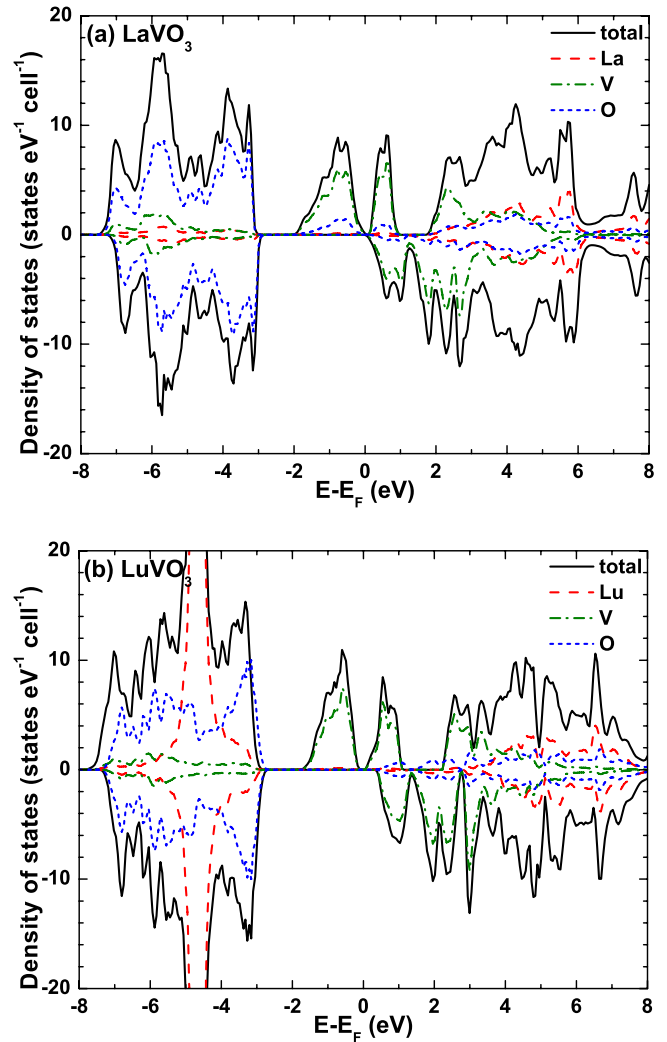 (a) LaVO3
total
La
V
O
20
10
0
-10
-20
Density of states (states eV-1 cell-1)
-8 -6 -4 -2 0 2 4 6 8
E-EF (eV)
(b) LuVO3
total
Lu
V
O
20
10
0
-10
-20
Density of states (states eV-1 cell-1)
-8 -6 -4 -2 0 2 4 6 8
E-EF (eV)